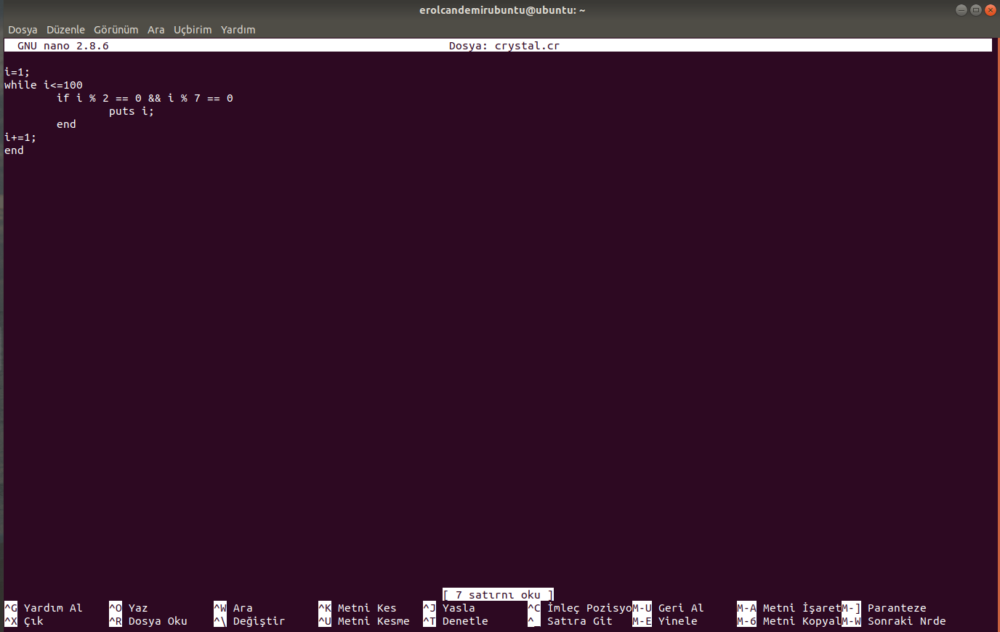 erolcandemirubuntu@ubuntu: ~
Dosya Düzenle Görünüm Ara Uçbirim Yardım
GNU nano 2.8.6 Dosya: crystal.cr
i=1;
while i<=100
if i % 2 == 0 && i % 7 == 0
puts i;
end
i+=1;
end
[ 7 satırnı oku ]
^G Yardım Al ^O Yaz ^W Ara ^K Metni Kes ^J Yasla ^C İmleç Pozisyo M-U Geri Al M-A Metni İşaret M-] Paranteze
^X Çık ^R Dosya Oku ^\ Değiştir ^U Metni Kesme ^T Denetle ^_ Satıra Git M-E Yinele M-6 Metni Kopyal M-W Sonraki Nrde